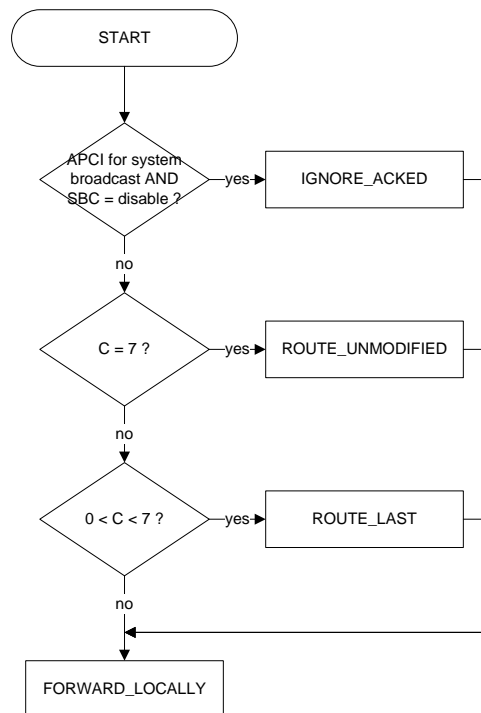 START
APCI for system
broadcast AND
SBC = disable ?
yes
IGNORE_ACKED
no
C = 7 ?
yes
ROUTE_UNMODIFIED
no
0 < C < 7 ?
yes
ROUTE_LAST
no
FORWARD_LOCALLY